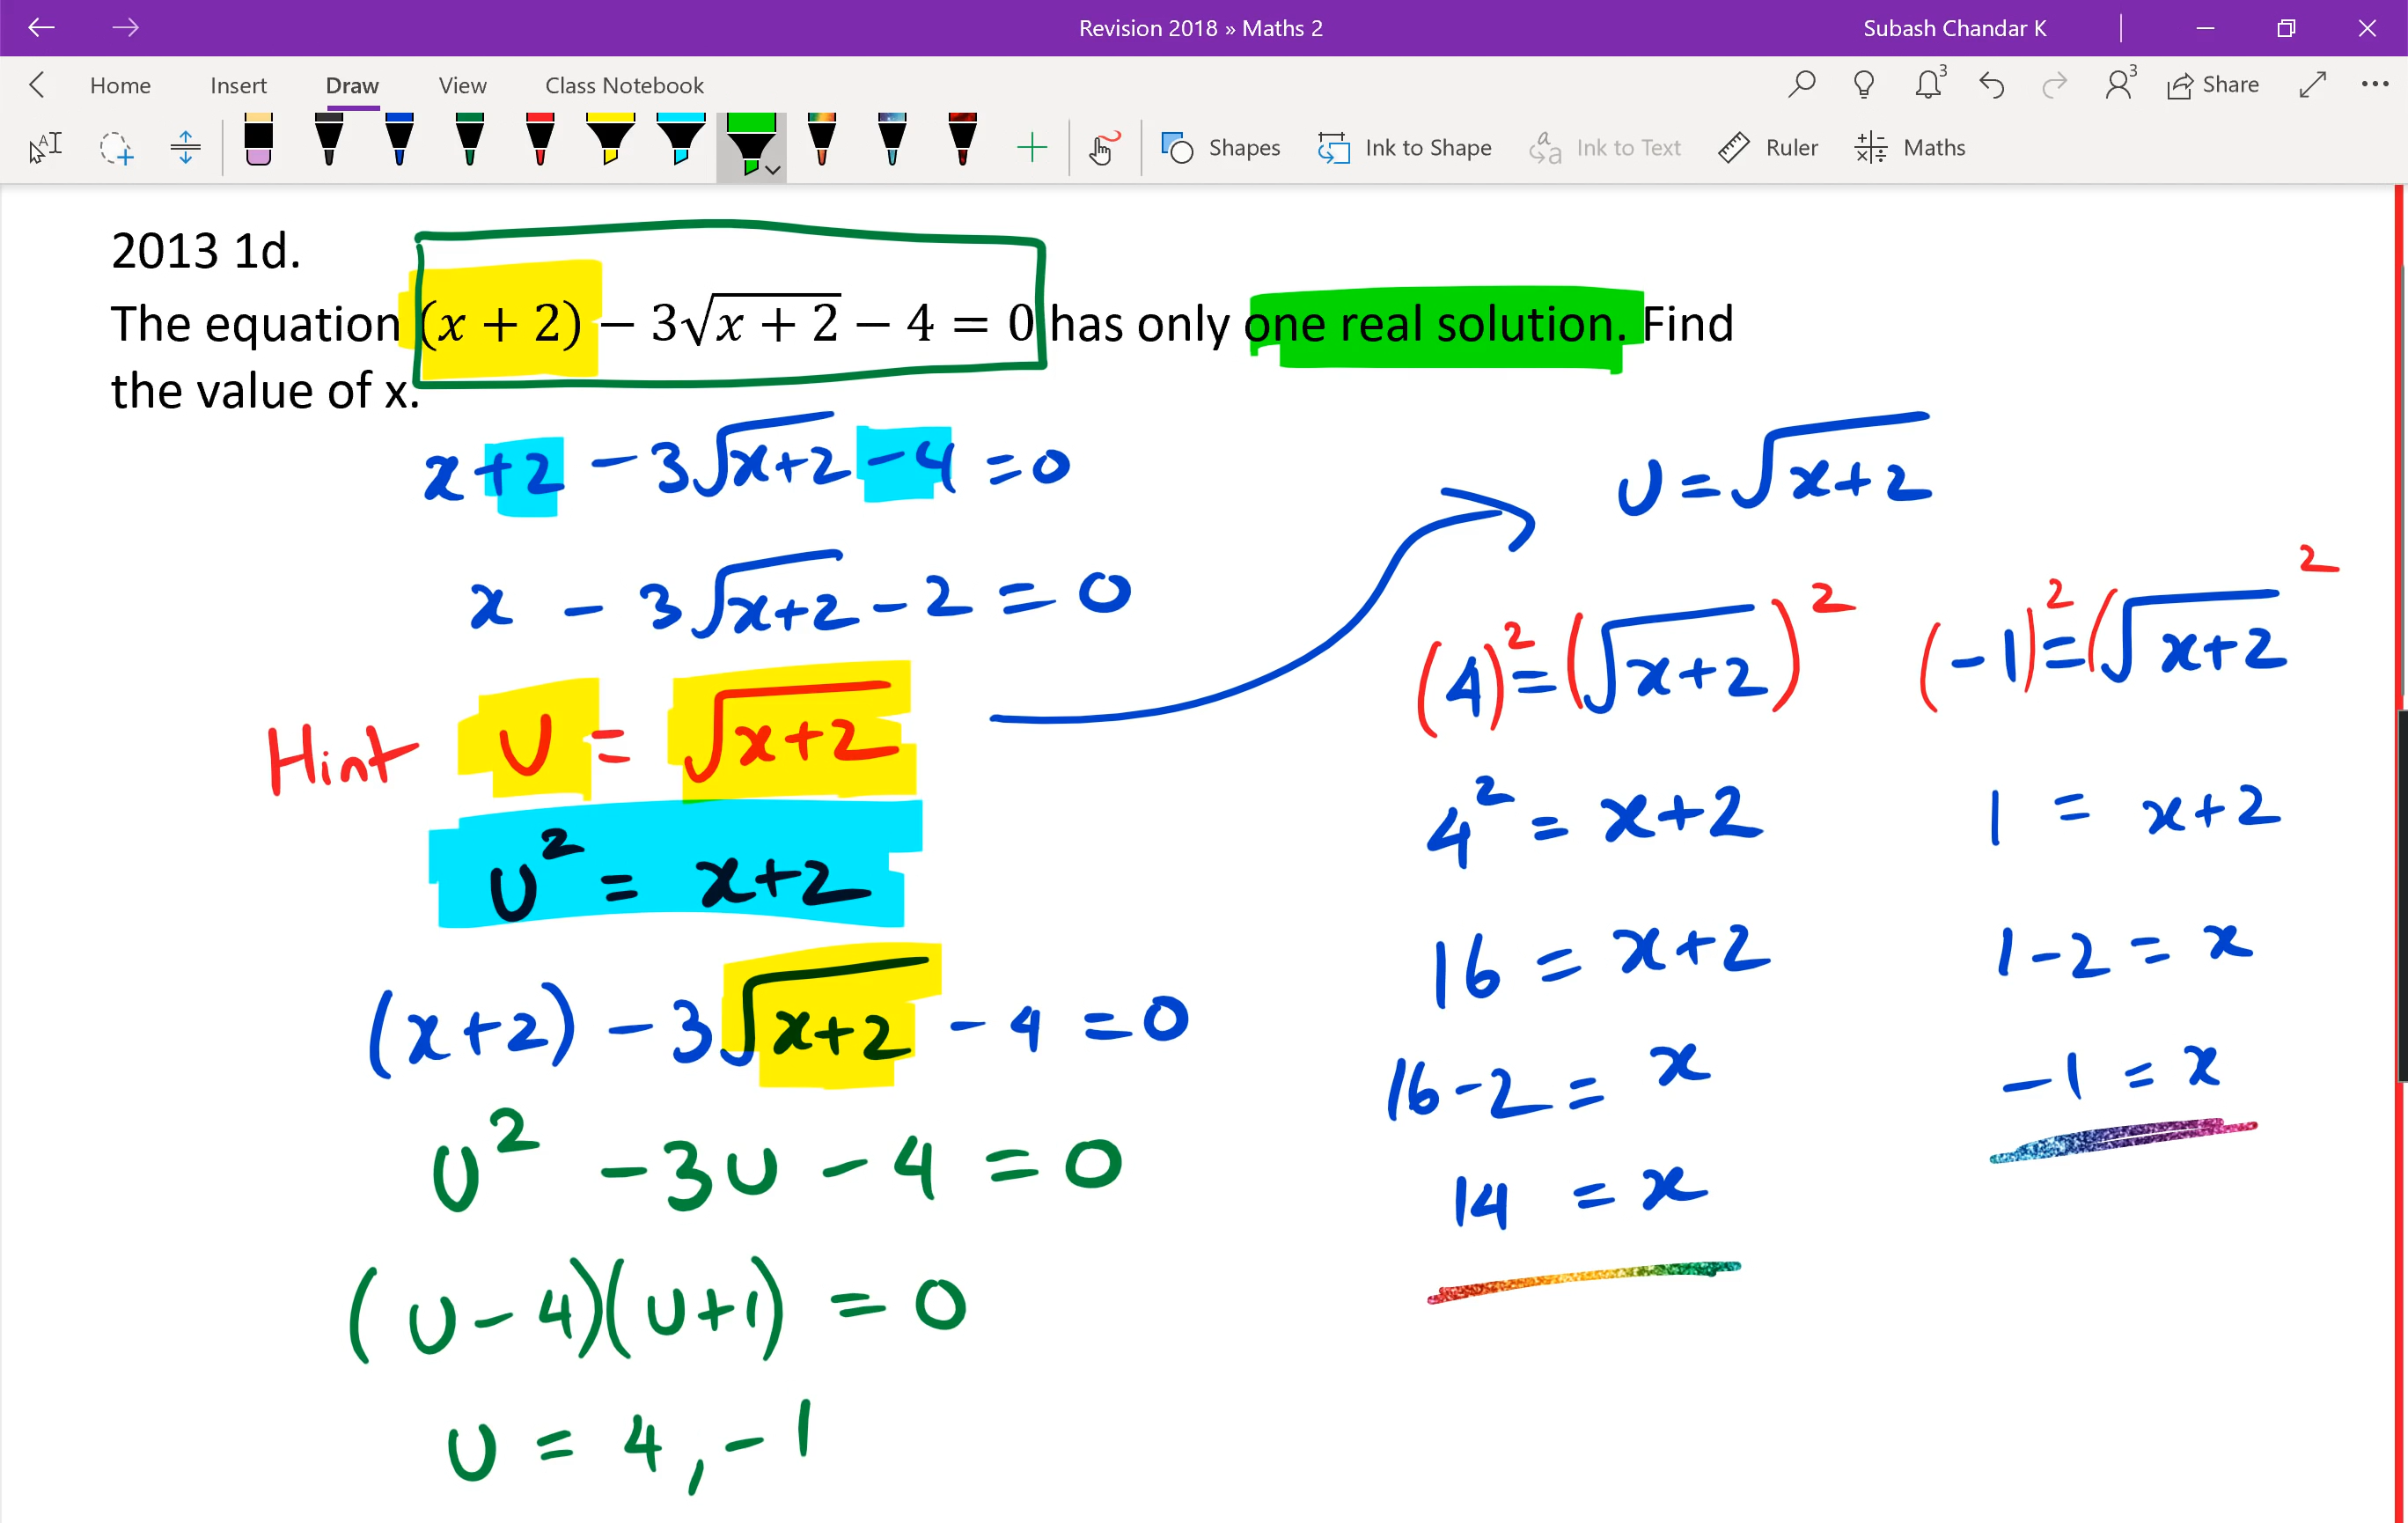 Revision 2018 » Maths 2
Subash Chandar K
Home Insert Draw View Class Notebook
3 3 Share
Shapes Ink to Shape Ink to Text Ruler Maths
2013 1d.
The equation (x + 2) − 3√(x + 2) − 4 = 0 has only one real solution. Find
the value of x.
x + 2 − 3√(x+2) − 4 = 0
x − 3√(x+2) − 2 = 0
Hint U = √(x+2)
U² = x+2
(x+2) − 3√(x+2) − 4 = 0
U² − 3U − 4 = 0
(U − 4)(U+1) = 0
U = 4, −1
U = √(x+2)
(4)² = (√(x+2))²
4² = x+2
16 = x+2
16 − 2 = x
14 = x
(−1)² = (√(x+2))²
1 = x+2
1 − 2 = x
−1 = x